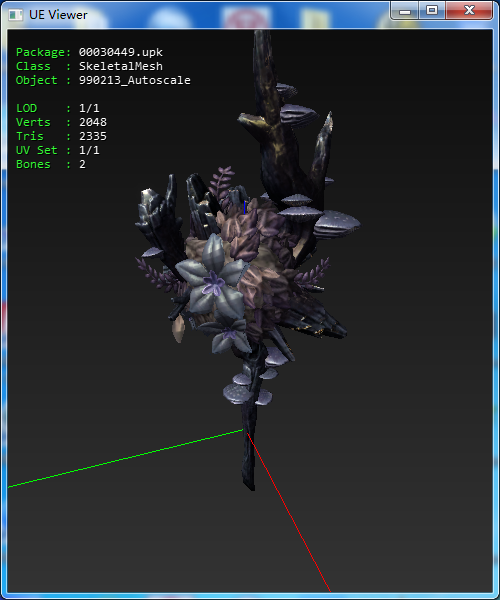 UE Viewer
Package: 00030449.upk
Class : SkeletalMesh
Object : 990213_Autoscale
LOD : 1/1
Verts : 2048
Tris : 2335
UV Set : 1/1
Bones : 2